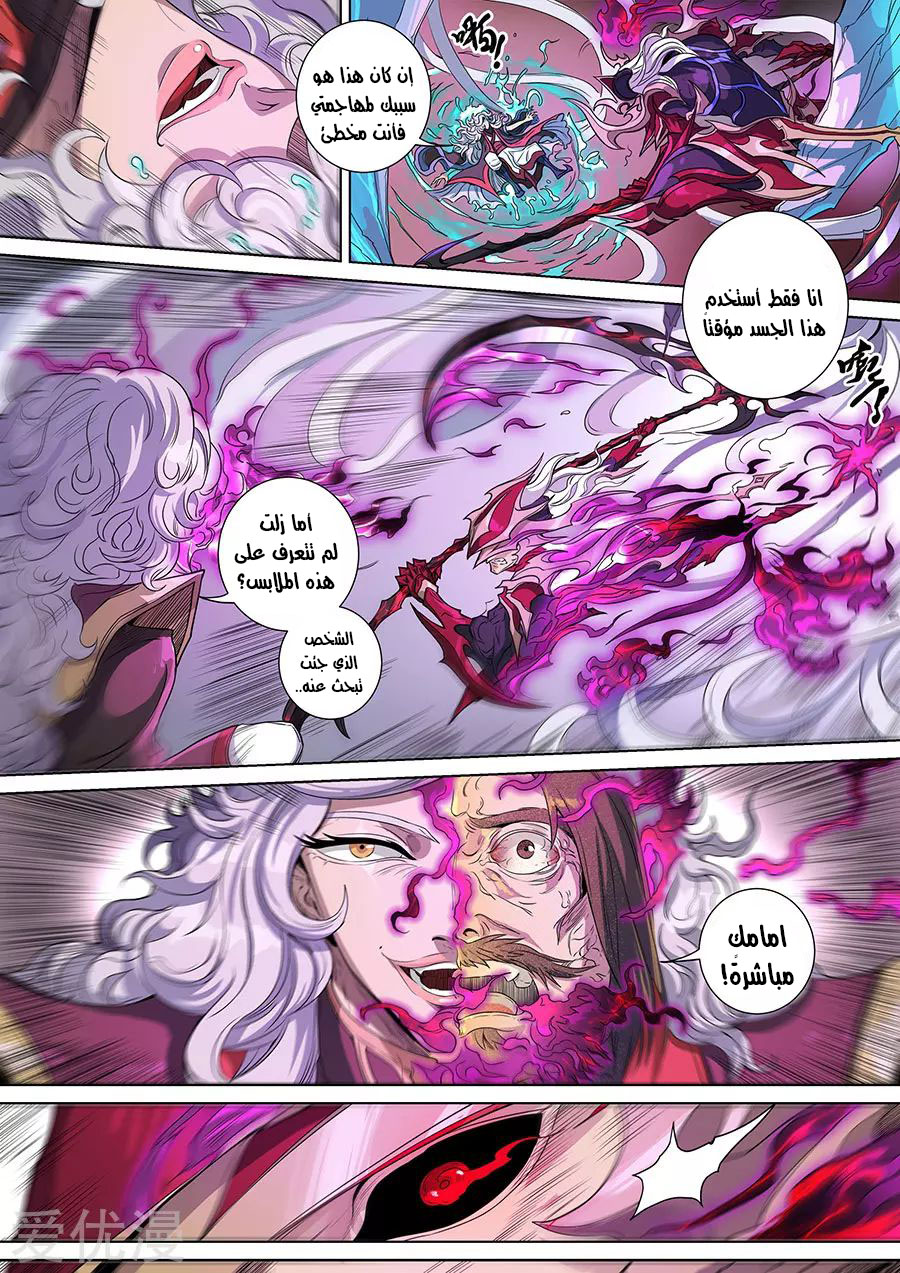 إن كان هذا هو
سببك لمهاجمتي
فأنت مخطئ
انا فقط أستخدم
هذا الجسد مؤقتاً
أما زلت
لم تتعرف على
هذه الملابس؟
الشخص
الذي جئت
تبحث عنه..
امامك
مباشرةً!
爱优漫